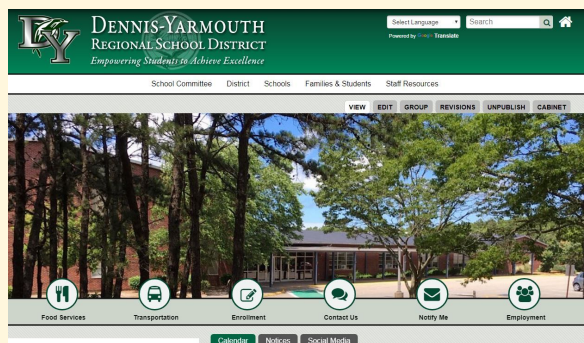 DY
DENNIS-YARMOUTH
REGIONAL SCHOOL DISTRICT
Empowering Students to Achieve Excellence
Select Language
Search
Powered by Google Translate
School Committee District Schools Families & Students Staff Resources
VIEW EDIT GROUP REVISIONS UNPUBLISH CABINET
Food Services Transportation Enrollment Contact Us Notify Me Employment
Calendar Notices Social Media